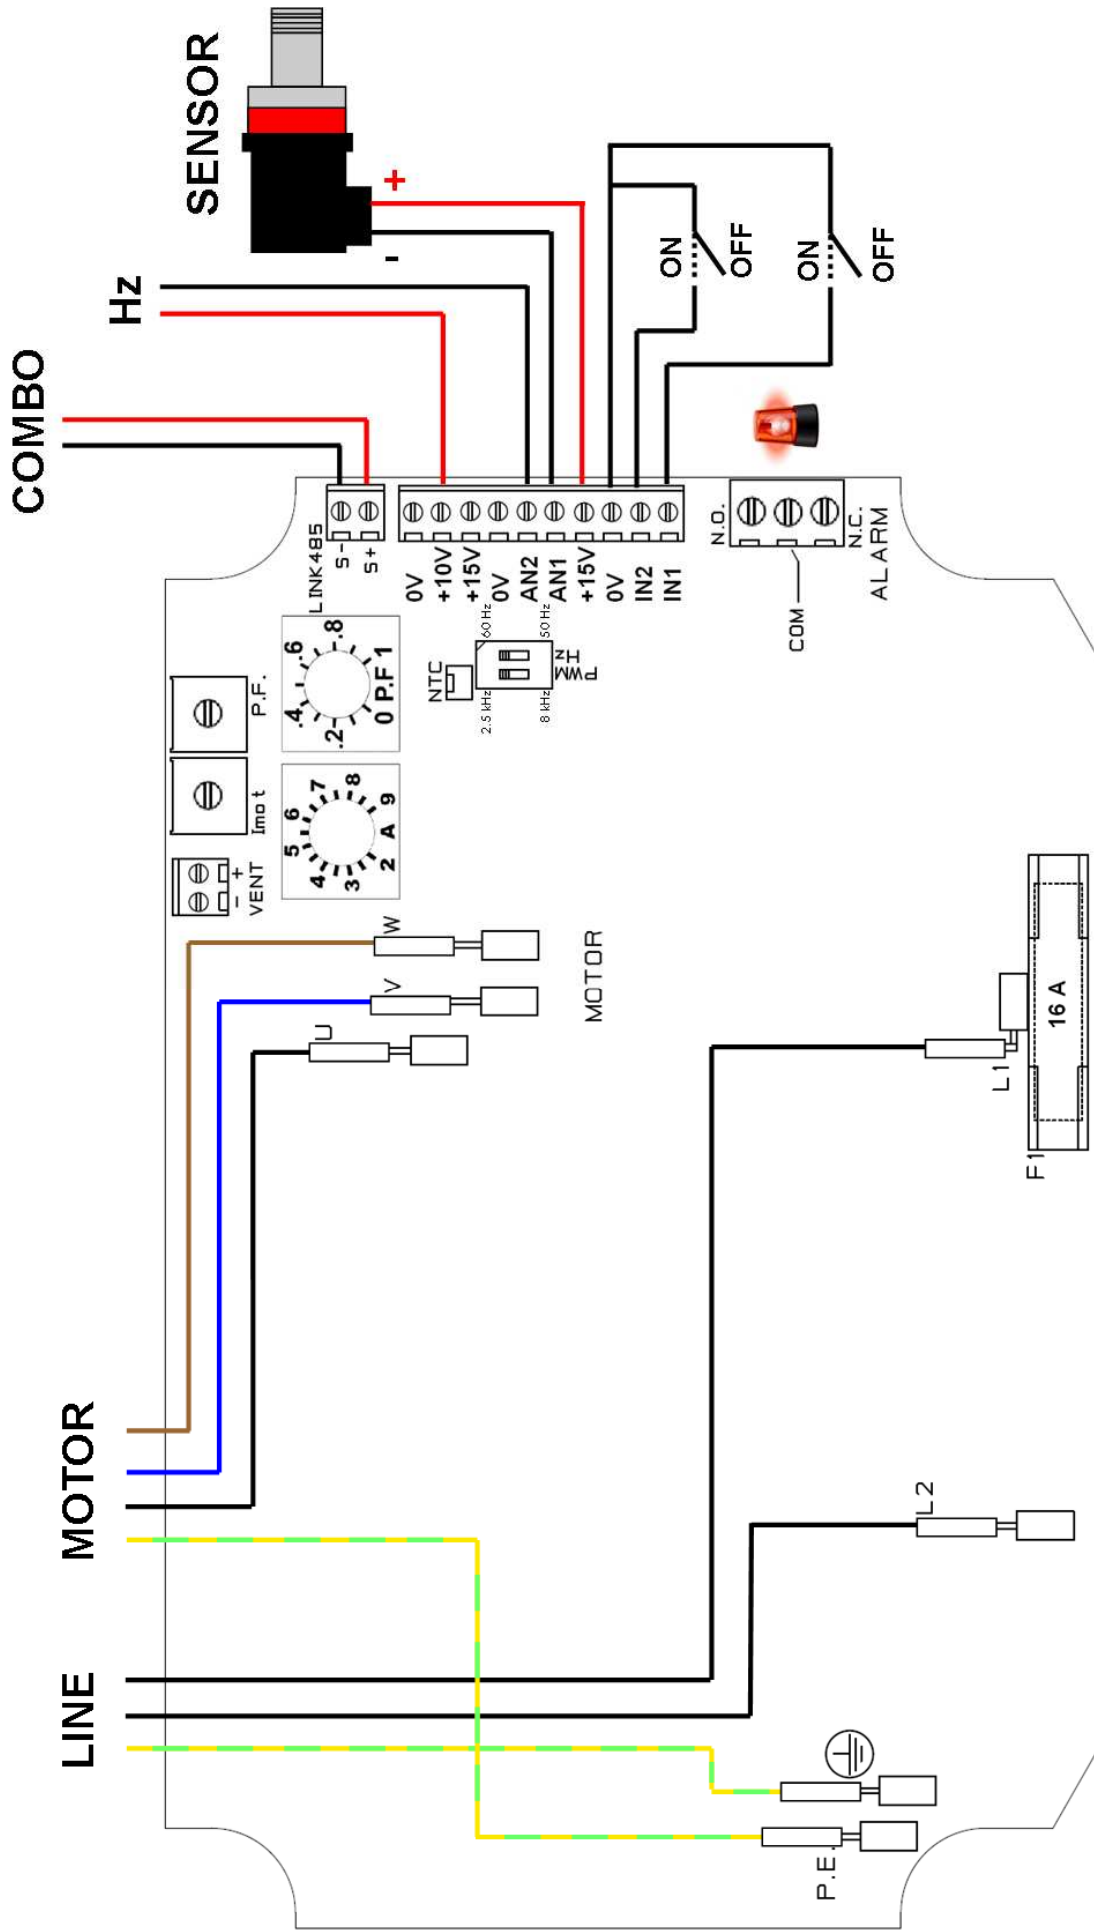 SENSOR
+
-
Hz
COMBO
ON
OFF
ON
OFF
LINK485
S-
S+
0V
+10V
+15V
0V
AN2
AN1
+15V
0V
IN2
IN1
N.O.
COM
N.C.
ALARM
P.F.
Imot
- +
VENT
0 .2 .4 .6 .8 1
P.F
2 3 4 5 6 7 8 9
A
NTC
2.5 kHz
60 Hz
8 kHz
50 Hz
PWM
IN
W
V
U
MOTOR
L1
16 A
F1
MOTOR
L2
LINE
P.E.